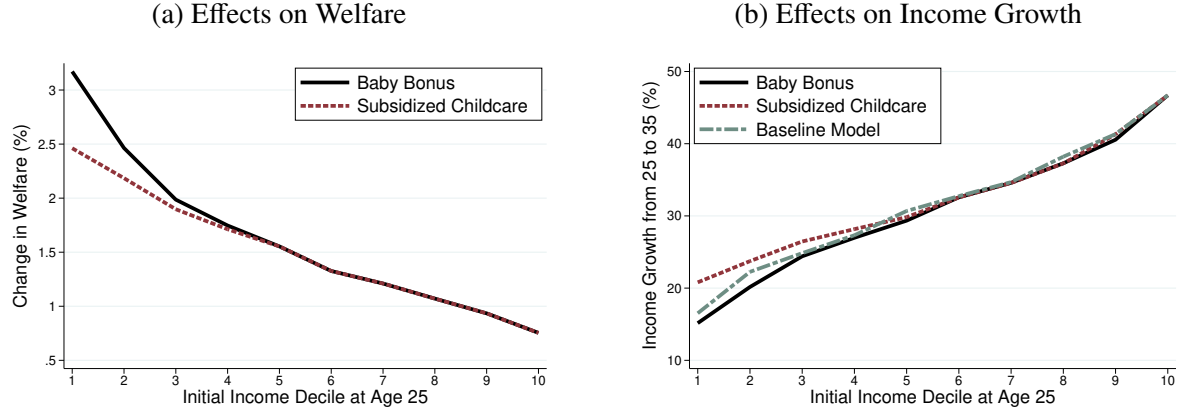 (a) Effects on Welfare
Change in Welfare (%)
3
2.5
2
1.5
1
.5
Baby Bonus
Subsidized Childcare
1 2 3 4 5 6 7 8 9 10
Initial Income Decile at Age 25
(b) Effects on Income Growth
Income Growth from 25 to 35 (%)
50
40
30
20
10
Baby Bonus
Subsidized Childcare
Baseline Model
1 2 3 4 5 6 7 8 9 10
Initial Income Decile at Age 25